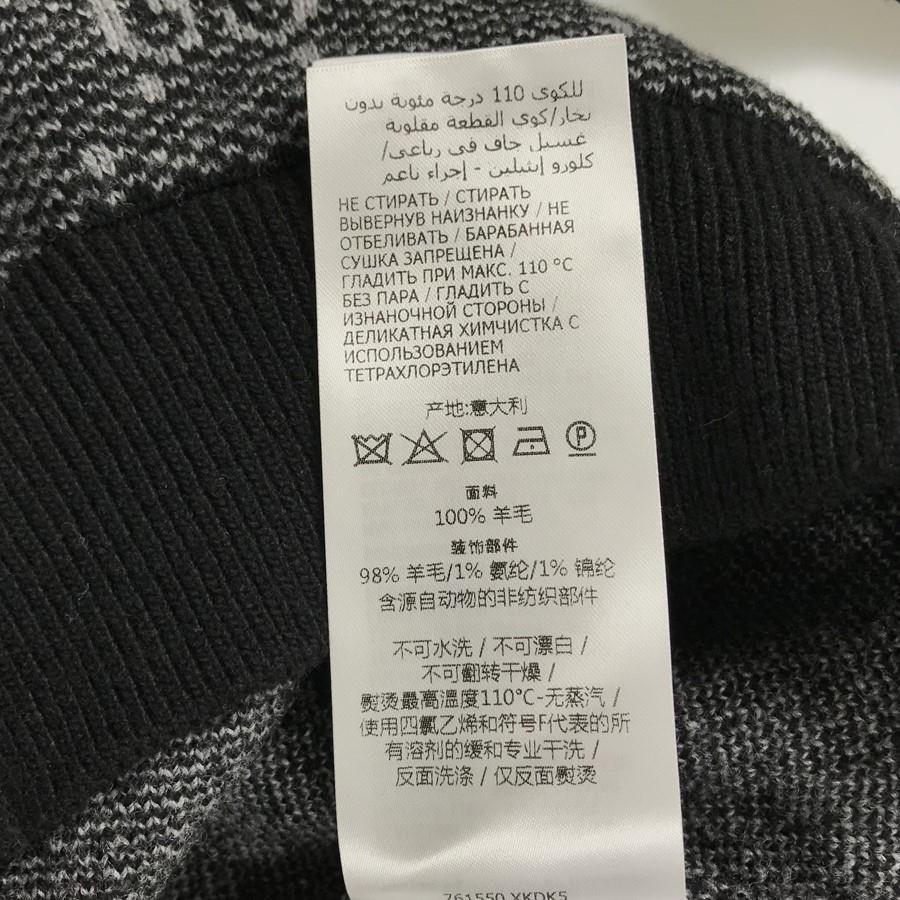 للكوي 110 درجة مئوية بدون
بخار/كوي القطعة مقلوبة
غسيل جاف في رباعي/
كلورو إيثيلين - إجراء ناعم
НЕ СТИРАТЬ / СТИРАТЬ
ВЫВЕРНУВ НАИЗНАНКУ / НЕ
ОТБЕЛИВАТЬ / БАРАБАННАЯ
СУШКА ЗАПРЕЩЕНА /
ГЛАДИТЬ ПРИ МАКС. 110 °C
БЕЗ ПАРА / ГЛАДИТЬ С
ИЗНАНОЧНОЙ СТОРОНЫ /
ДЕЛИКАТНАЯ ХИМЧИСТКА С
ИСПОЛЬЗОВАНИЕМ
ТЕТРАХЛОРЭТИЛЕНА
产地:意大利
P
面料
100% 羊毛
装饰部件
98% 羊毛/1% 氨纶/1% 锦纶
含源自动物的非纺织部件
不可水洗 / 不可漂白 /
不可翻转干燥 /
熨烫最高温度110°C-无蒸汽 /
使用四氯乙烯和符号F代表的所
有溶剂的缓和专业干洗 /
反面洗涤 / 仅反面熨烫
761550 XKDK5